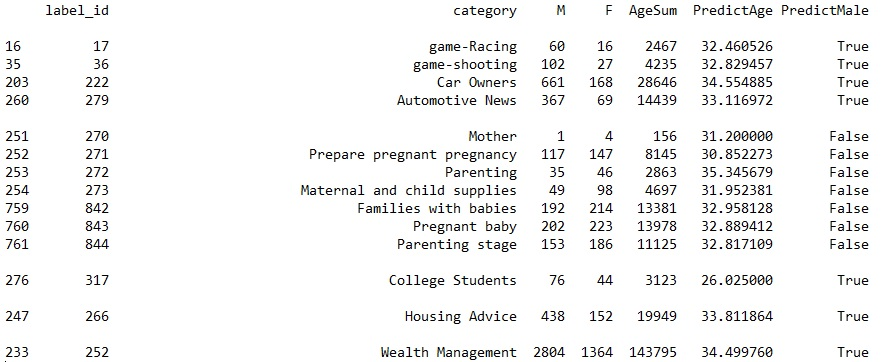 label_id category M F AgeSum PredictAge PredictMale
16 17 game-Racing 60 16 2467 32.460526 True
35 36 game-shooting 102 27 4235 32.829457 True
203 222 Car Owners 661 168 28646 34.554885 True
260 279 Automotive News 367 69 14439 33.116972 True
251 270 Mother 1 4 156 31.200000 False
252 271 Prepare pregnant pregnancy 117 147 8145 30.852273 False
253 272 Parenting 35 46 2863 35.345679 False
254 273 Maternal and child supplies 49 98 4697 31.952381 False
759 842 Families with babies 192 214 13381 32.958128 False
760 843 Pregnant baby 202 223 13978 32.889412 False
761 844 Parenting stage 153 186 11125 32.817109 False
276 317 College Students 76 44 3123 26.025000 True
247 266 Housing Advice 438 152 19949 33.811864 True
233 252 Wealth Management 2804 1364 143795 34.499760 True